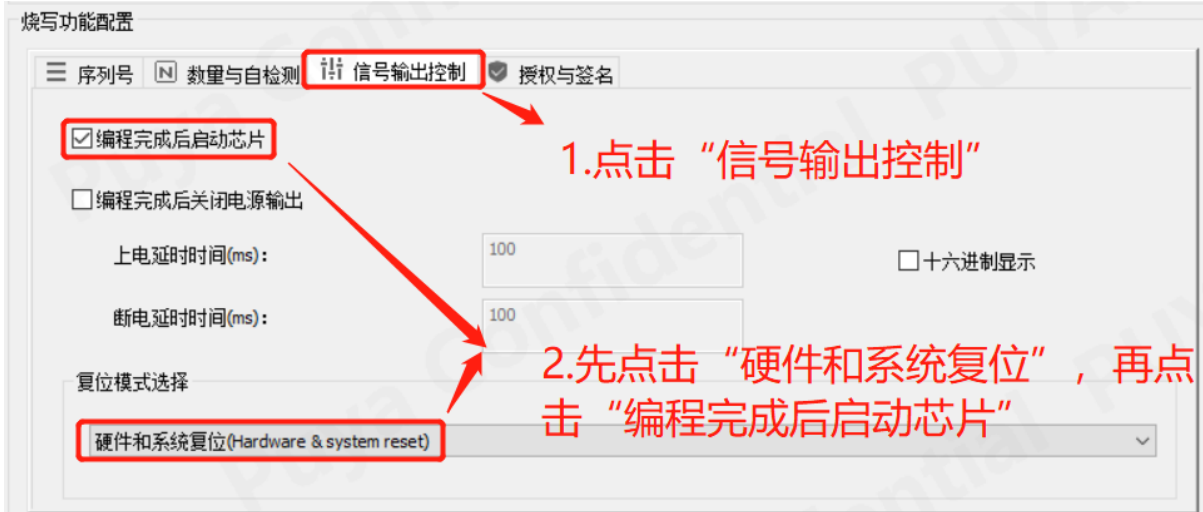 烧写功能配置
序列号 N 数量与自检测 信号输出控制 授权与签名
编程完成后启动芯片
1.点击“信号输出控制”
编程完成后关闭电源输出
上电延时时间(ms): 100 十六进制显示
断电延时时间(ms): 100
2.先点击“硬件和系统复位”，再点
击“编程完成后启动芯片”
复位模式选择
硬件和系统复位(Hardware & system reset)
Puya Confidential PUYA
Puya Confidential PUY